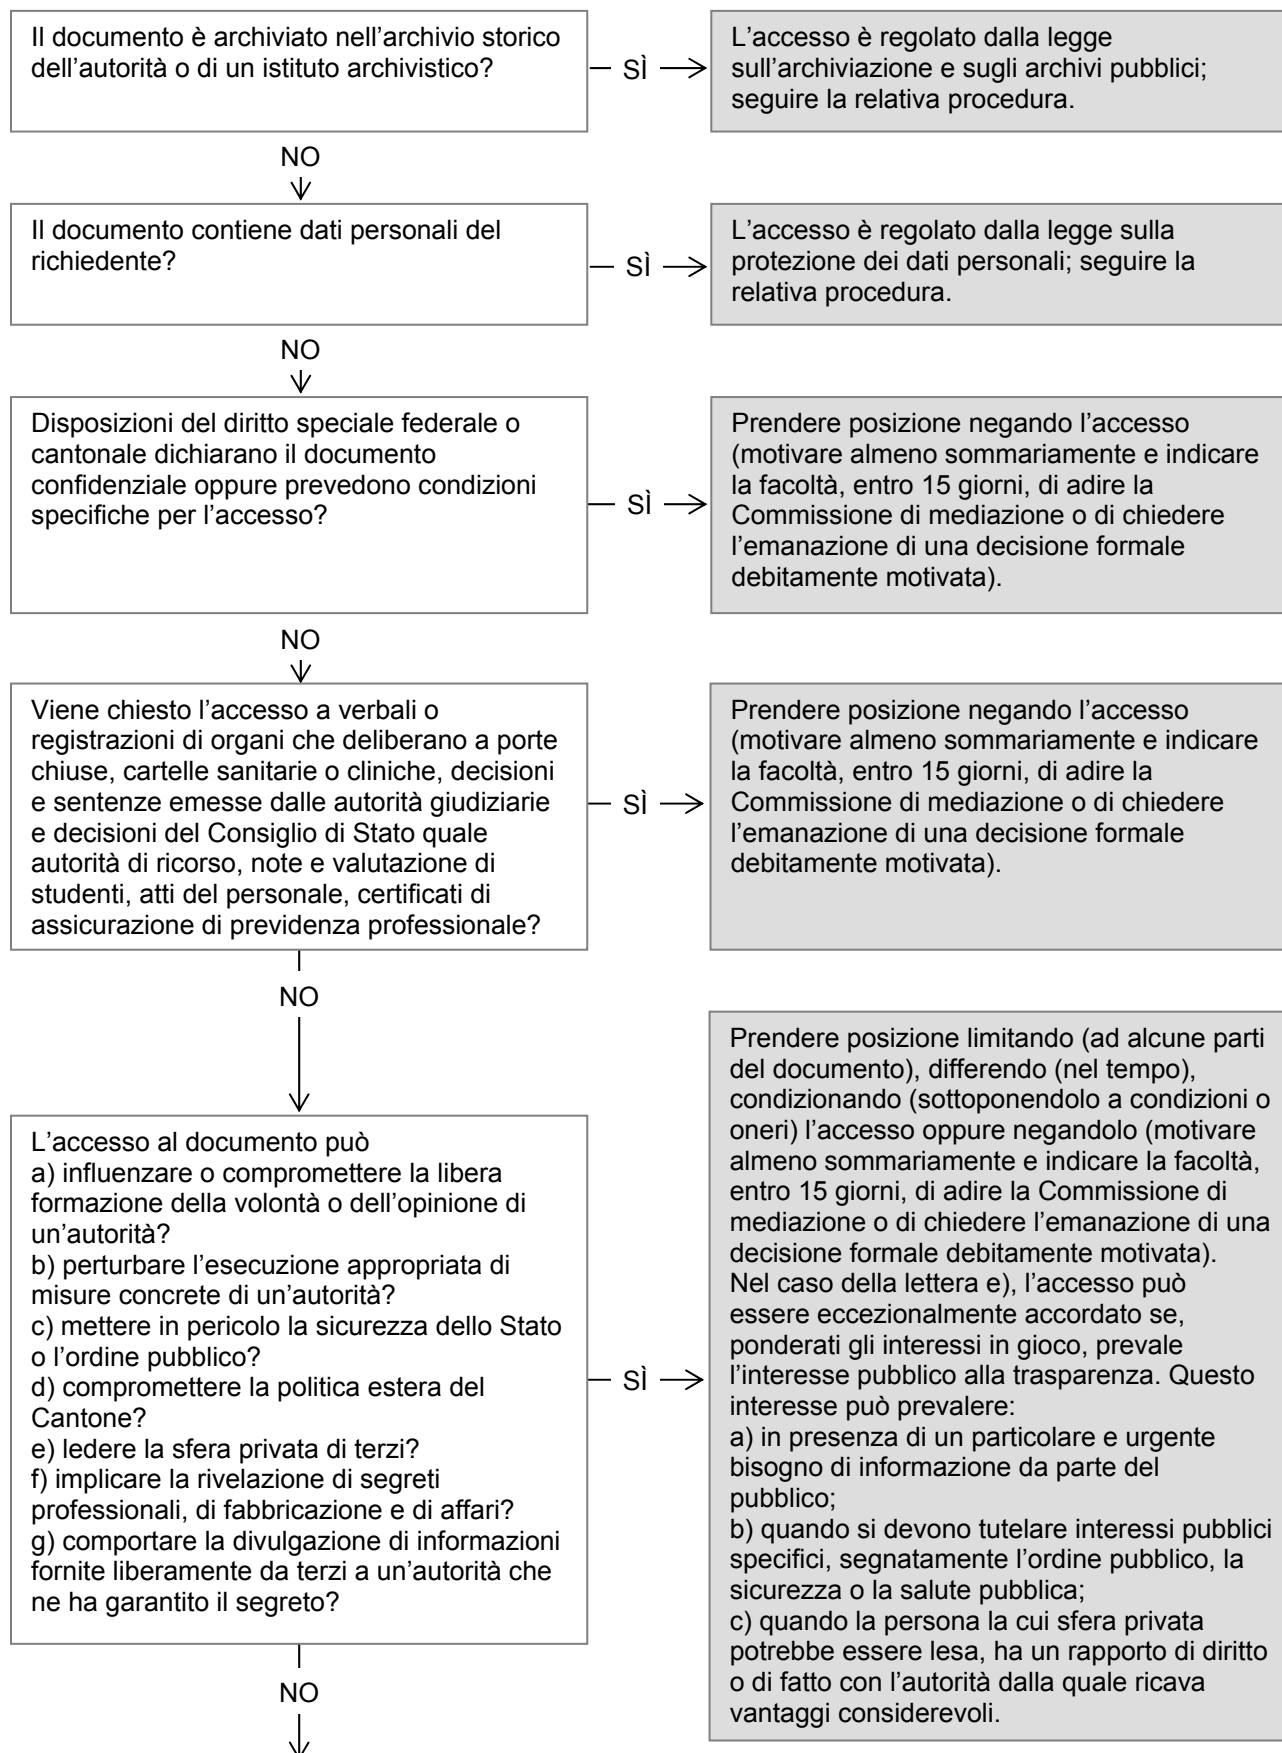 Il documento è archiviato nell’archivio storico
dell’autorità o di un istituto archivistico?
SÌ
L’accesso è regolato dalla legge
sull’archiviazione e sugli archivi pubblici;
seguire la relativa procedura.
NO
Il documento contiene dati personali del
richiedente?
SÌ
L’accesso è regolato dalla legge sulla
protezione dei dati personali; seguire la
relativa procedura.
NO
Disposizioni del diritto speciale federale o
cantonale dichiarano il documento
confidenziale oppure prevedono condizioni
specifiche per l’accesso?
SÌ
Prendere posizione negando l’accesso
(motivare almeno sommariamente e indicare
la facoltà, entro 15 giorni, di adire la
Commissione di mediazione o di chiedere
l’emanazione di una decisione formale
debitamente motivata).
NO
Viene chiesto l’accesso a verbali o
registrazioni di organi che deliberano a porte
chiuse, cartelle sanitarie o cliniche, decisioni
e sentenze emesse dalle autorità giudiziarie
e decisioni del Consiglio di Stato quale
autorità di ricorso, note e valutazione di
studenti, atti del personale, certificati di
assicurazione di previdenza professionale?
SÌ
Prendere posizione negando l’accesso
(motivare almeno sommariamente e indicare
la facoltà, entro 15 giorni, di adire la
Commissione di mediazione o di chiedere
l’emanazione di una decisione formale
debitamente motivata).
NO
L’accesso al documento può
a) influenzare o compromettere la libera
formazione della volontà o dell’opinione di
un’autorità?
b) perturbare l’esecuzione appropriata di
misure concrete di un’autorità?
c) mettere in pericolo la sicurezza dello Stato
o l’ordine pubblico?
d) compromettere la politica estera del
Cantone?
e) ledere la sfera privata di terzi?
f) implicare la rivelazione di segreti
professionali, di fabbricazione e di affari?
g) comportare la divulgazione di informazioni
fornite liberamente da terzi a un’autorità che
ne ha garantito il segreto?
SÌ
Prendere posizione limitando (ad alcune parti
del documento), differendo (nel tempo),
condizionando (sottoponendolo a condizioni o
oneri) l’accesso oppure negandolo (motivare
almeno sommariamente e indicare la facoltà,
entro 15 giorni, di adire la Commissione di
mediazione o di chiedere l’emanazione di una
decisione formale debitamente motivata).
Nel caso della lettera e), l’accesso può
essere eccezionalmente accordato se,
ponderati gli interessi in gioco, prevale
l’interesse pubblico alla trasparenza. Questo
interesse può prevalere:
a) in presenza di un particolare e urgente
bisogno di informazione da parte del
pubblico;
b) quando si devono tutelare interessi pubblici
specifici, segnatamente l’ordine pubblico, la
sicurezza o la salute pubblica;
c) quando la persona la cui sfera privata
potrebbe essere lesa, ha un rapporto di diritto
o di fatto con l’autorità dalla quale ricava
vantaggi considerevoli.
NO